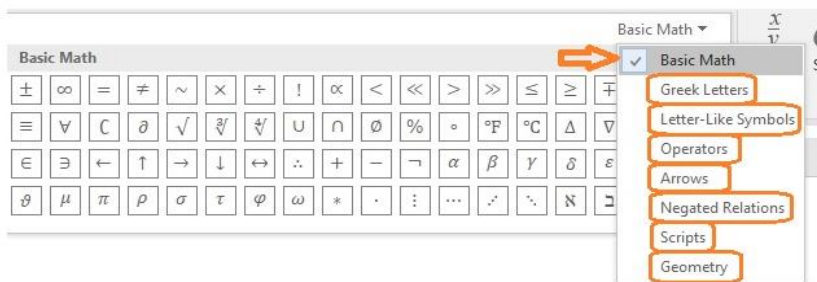 Basic Math
x
Basic Math
± ∞ = ≠ ~ × ÷ ! ∝ < ≪ > ≫ ≤ ≥ ∓
≡ ∀ ∁ ∂ √ ∛ ∜ ∪ ∩ ∅ % ° °F °C ∆ ∇
∈ ∋ ← ↑ → ↓ ↔ ∴ + − ¬ α β γ δ ε
ϑ μ π ρ σ τ φ ω * ∙ ⋮ ⋯ ⋰ ⋱ ℵ ℶ
Basic Math
Greek Letters
Letter-Like Symbols
Operators
Arrows
Negated Relations
Scripts
Geometry